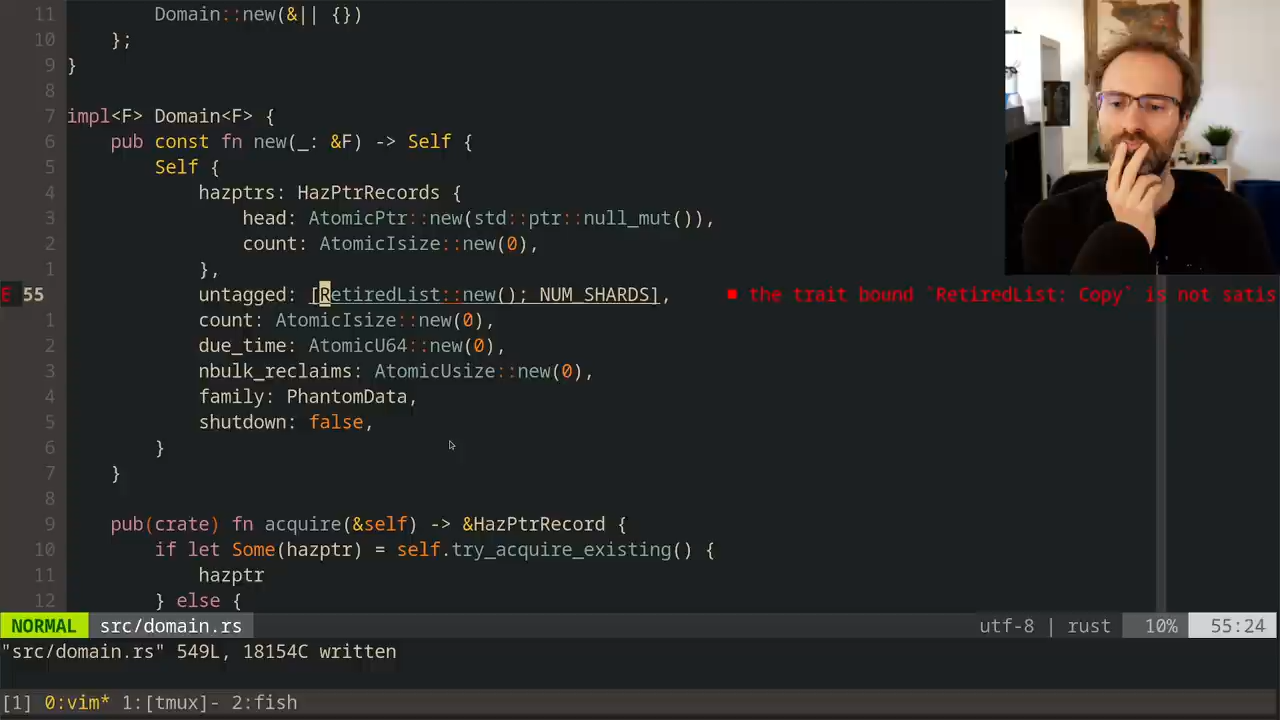 11         Domain::new(&|| {})
10     };
9 }
8
7 impl<F> Domain<F> {
6     pub const fn new(_: &F) -> Self {
5         Self {
4             hazptrs: HazPtrRecords {
3                 head: AtomicPtr::new(std::ptr::null_mut()),
2                 count: AtomicIsize::new(0),
1             },
E 55             untagged: [RetiredList::new(); NUM_SHARDS],     ■ the trait bound `RetiredList: Copy` is not satis
1             count: AtomicIsize::new(0),
2             due_time: AtomicU64::new(0),
3             nbulk_reclaims: AtomicUsize::new(0),
4             family: PhantomData,
5             shutdown: false,
6         }
7     }
8
9     pub(crate) fn acquire(&self) -> &HazPtrRecord {
10         if let Some(hazptr) = self.try_acquire_existing() {
11             hazptr
12         } else {
NORMAL src/domain.rs utf-8 | rust 10% 55:24
"src/domain.rs" 549L, 18154C written
[1] 0:vim* 1:[tmux]- 2:fish